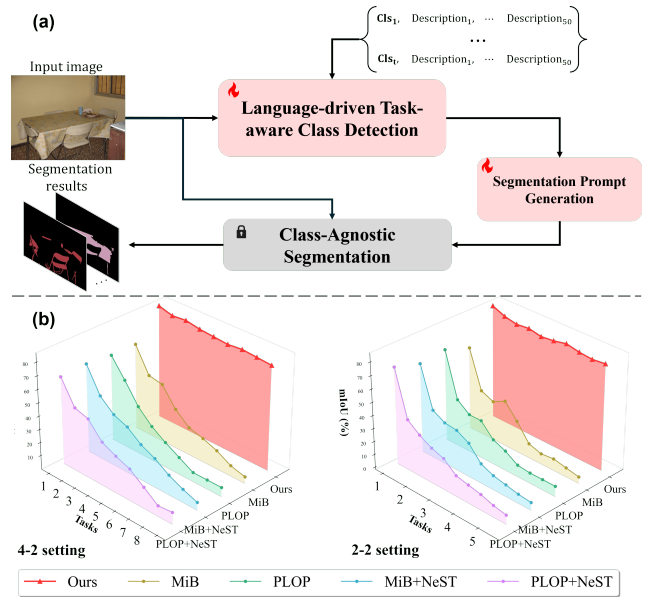 (a)
Cls1, Description1, ... Description50
...
Clst, Description1, ... Description50
Input image
Language-driven Task-
aware Class Detection
Segmentation
results
Segmentation Prompt
Generation
Class-Agnostic
Segmentation
...
(b)
80
70
60
50
40
30
20
10
1
2
3
4
5
6
7
8
Tasks
Ours
MiB
PLOP
MiB+NeST
PLOP+NeST
4-2 setting
mIoU (%)
80
70
60
50
40
30
20
10
0
1
2
3
4
5
Tasks
Ours
MiB
PLOP
MiB+NeST
PLOP+NeST
2-2 setting
Ours MiB PLOP MiB+NeST PLOP+NeST